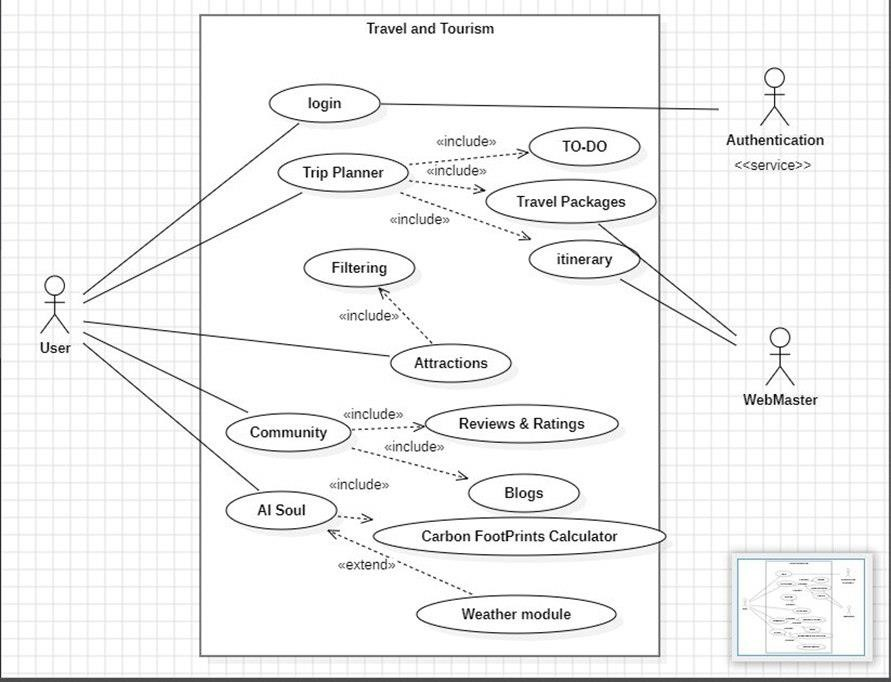 Travel and Tourism
login
Authentication
<<service>>
«include»
TO-DO
Trip Planner
«include»
Travel Packages
«include»
itinerary
Filtering
«include»
User
Attractions
WebMaster
«include»
Reviews & Ratings
Community
«include»
«include»
Blogs
AI Soul
Carbon FootPrints Calculator
«extend»
Weather module